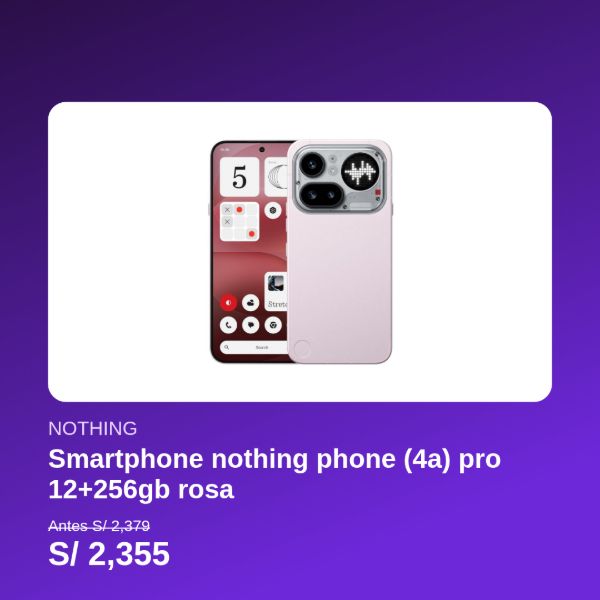 5
Stretc
Search
NOTHING
Smartphone nothing phone (4a) pro
12+256gb rosa
Antes S/ 2,379
S/ 2,355